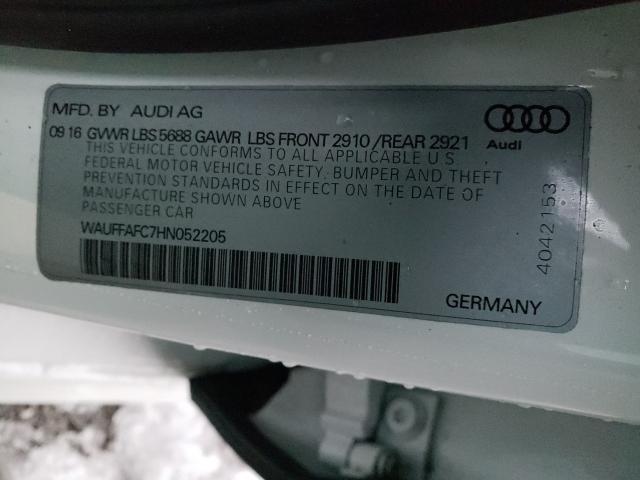 MFD. BY AUDI AG
09 16 GVWR LBS 5688 GAWR LBS FRONT 2910 /REAR 2921
THIS VEHICLE CONFORMS TO ALL APPLICABLE U S
FEDERAL MOTOR VEHICLE SAFETY. BUMPER AND THEFT
PREVENTION STANDARDS IN EFFECT ON THE DATE OF
MANUFACTURE SHOWN ABOVE
PASSENGER CAR
WAUFFAFC7HN052205
Audi
4042153
GERMANY